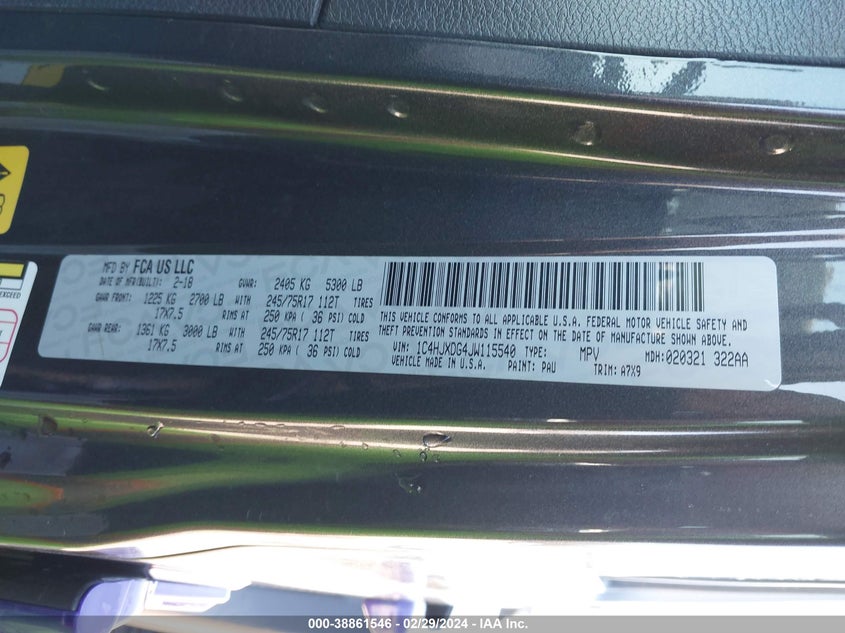 MFD BY FCA US LLC
DATE OF MFR(BUILT): 2-18 GVWR: 2405 KG 5300 LB
GAWR FRONT: 1225 KG 2700 LB WITH 245/75R17 112T TIRES
17X7.5 RIMS AT 250 KPA ( 36 PSI) COLD
GAWR REAR: 1361 KG 3000 LB WITH 245/75R17 112T TIRES
17X7.5 RIMS AT 250 KPA ( 36 PSI) COLD
THIS VEHICLE CONFORMS TO ALL APPLICABLE U.S.A. FEDERAL MOTOR VEHICLE SAFETY AND
THEFT PREVENTION STANDARDS IN EFFECT ON THE DATE OF MANUFACTURE SHOWN ABOVE.
VIN: 1C4HJXDG4JW115540 TYPE: MPV MDH:020321 322AA
VEHICLE MADE IN U.S.A. PAINT: PAU TRIM: A7X9
EXCEED
000-38861546 — 02/29/2024 — IAA Inc.